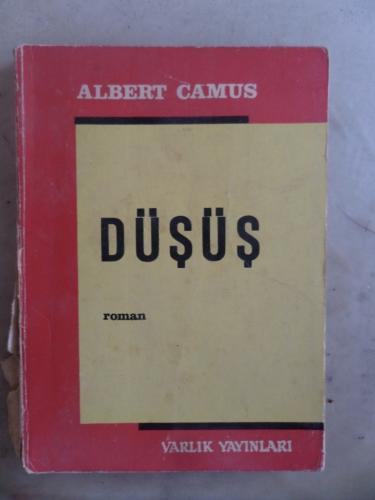 ALBERT CAMUS
DÜŞÜŞ
roman
VARLIK YAYINLARI